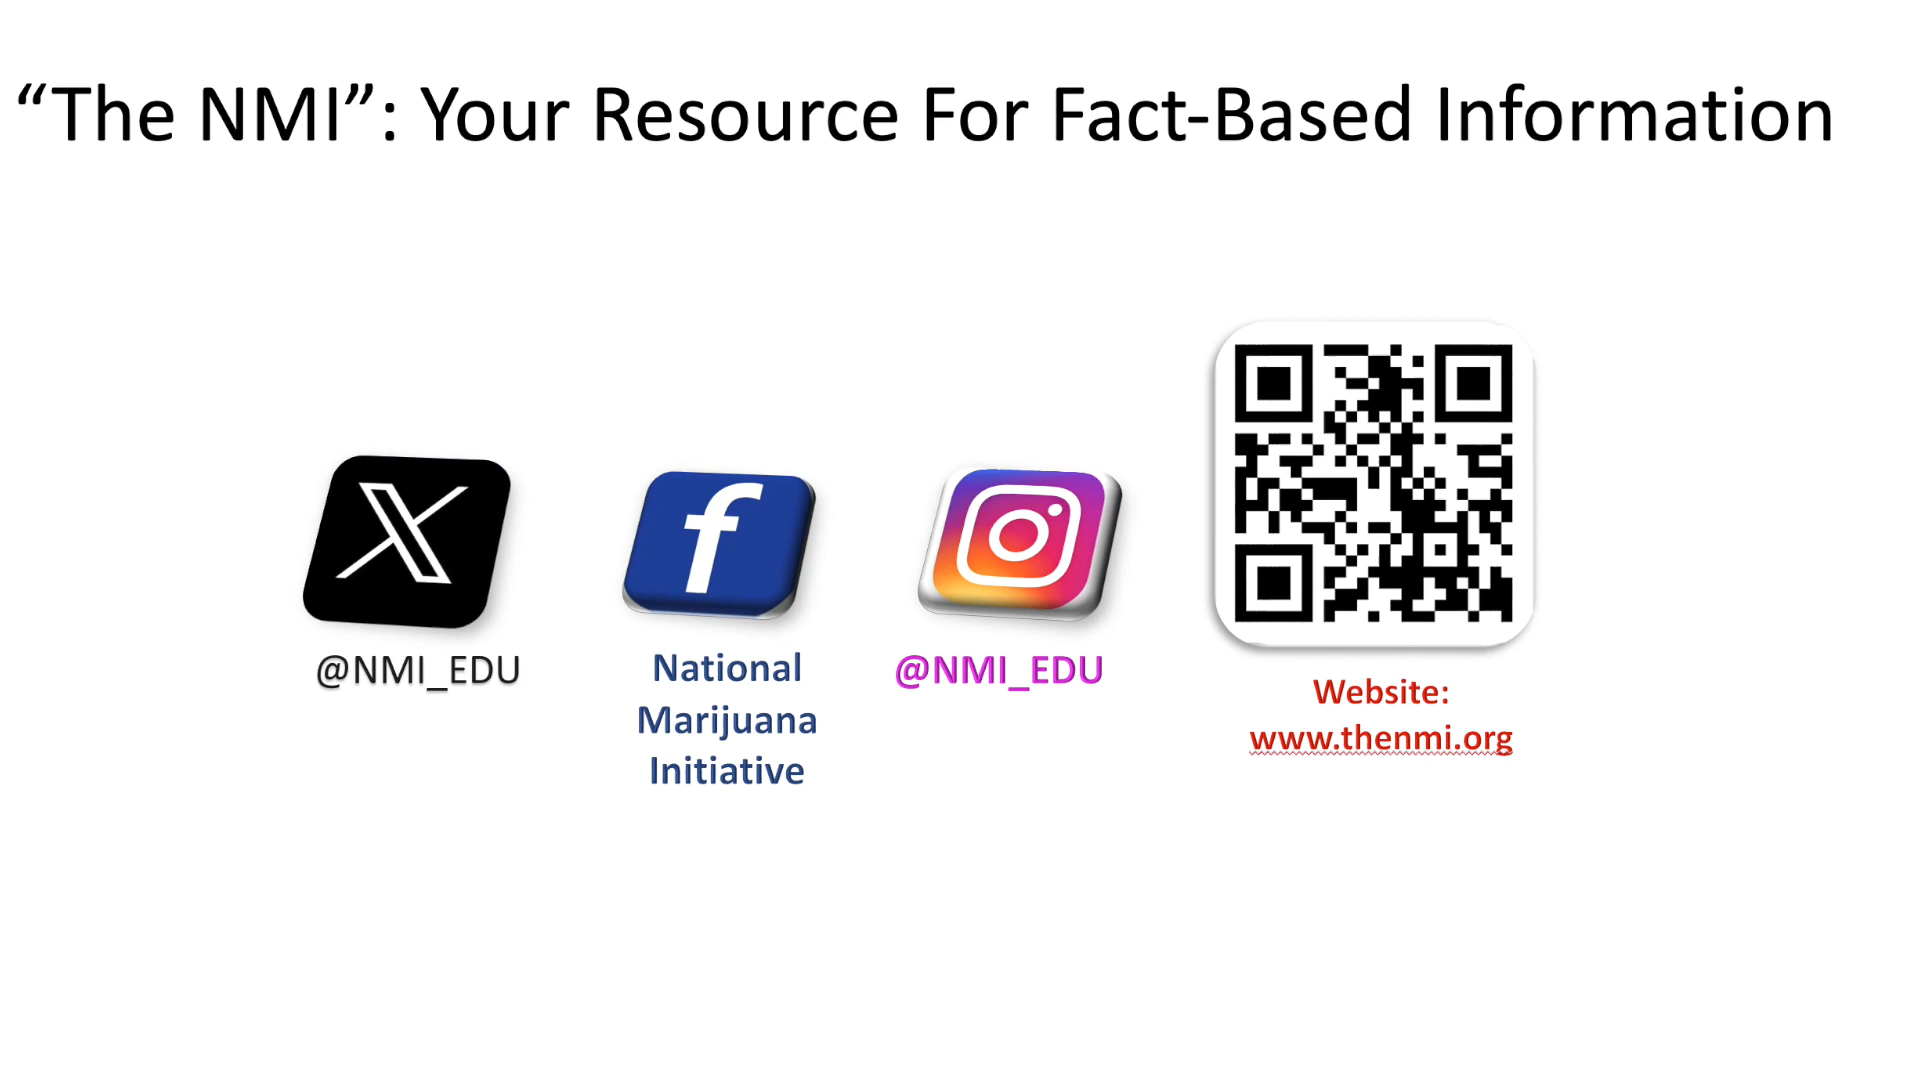 “The NMI”: Your Resource For Fact-Based Information
@NMI_EDU
National
Marijuana
Initiative
@NMI_EDU
Website:
www.thenmi.org